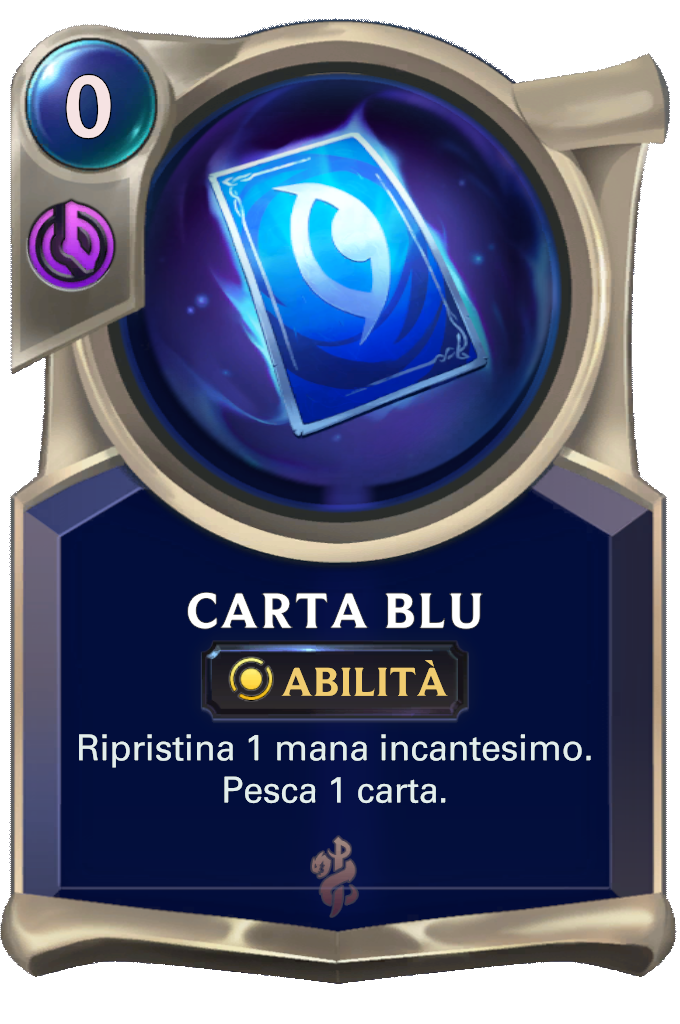 0
CARTA BLU
ABILITÀ
Ripristina 1 mana incantesimo.
Pesca 1 carta.